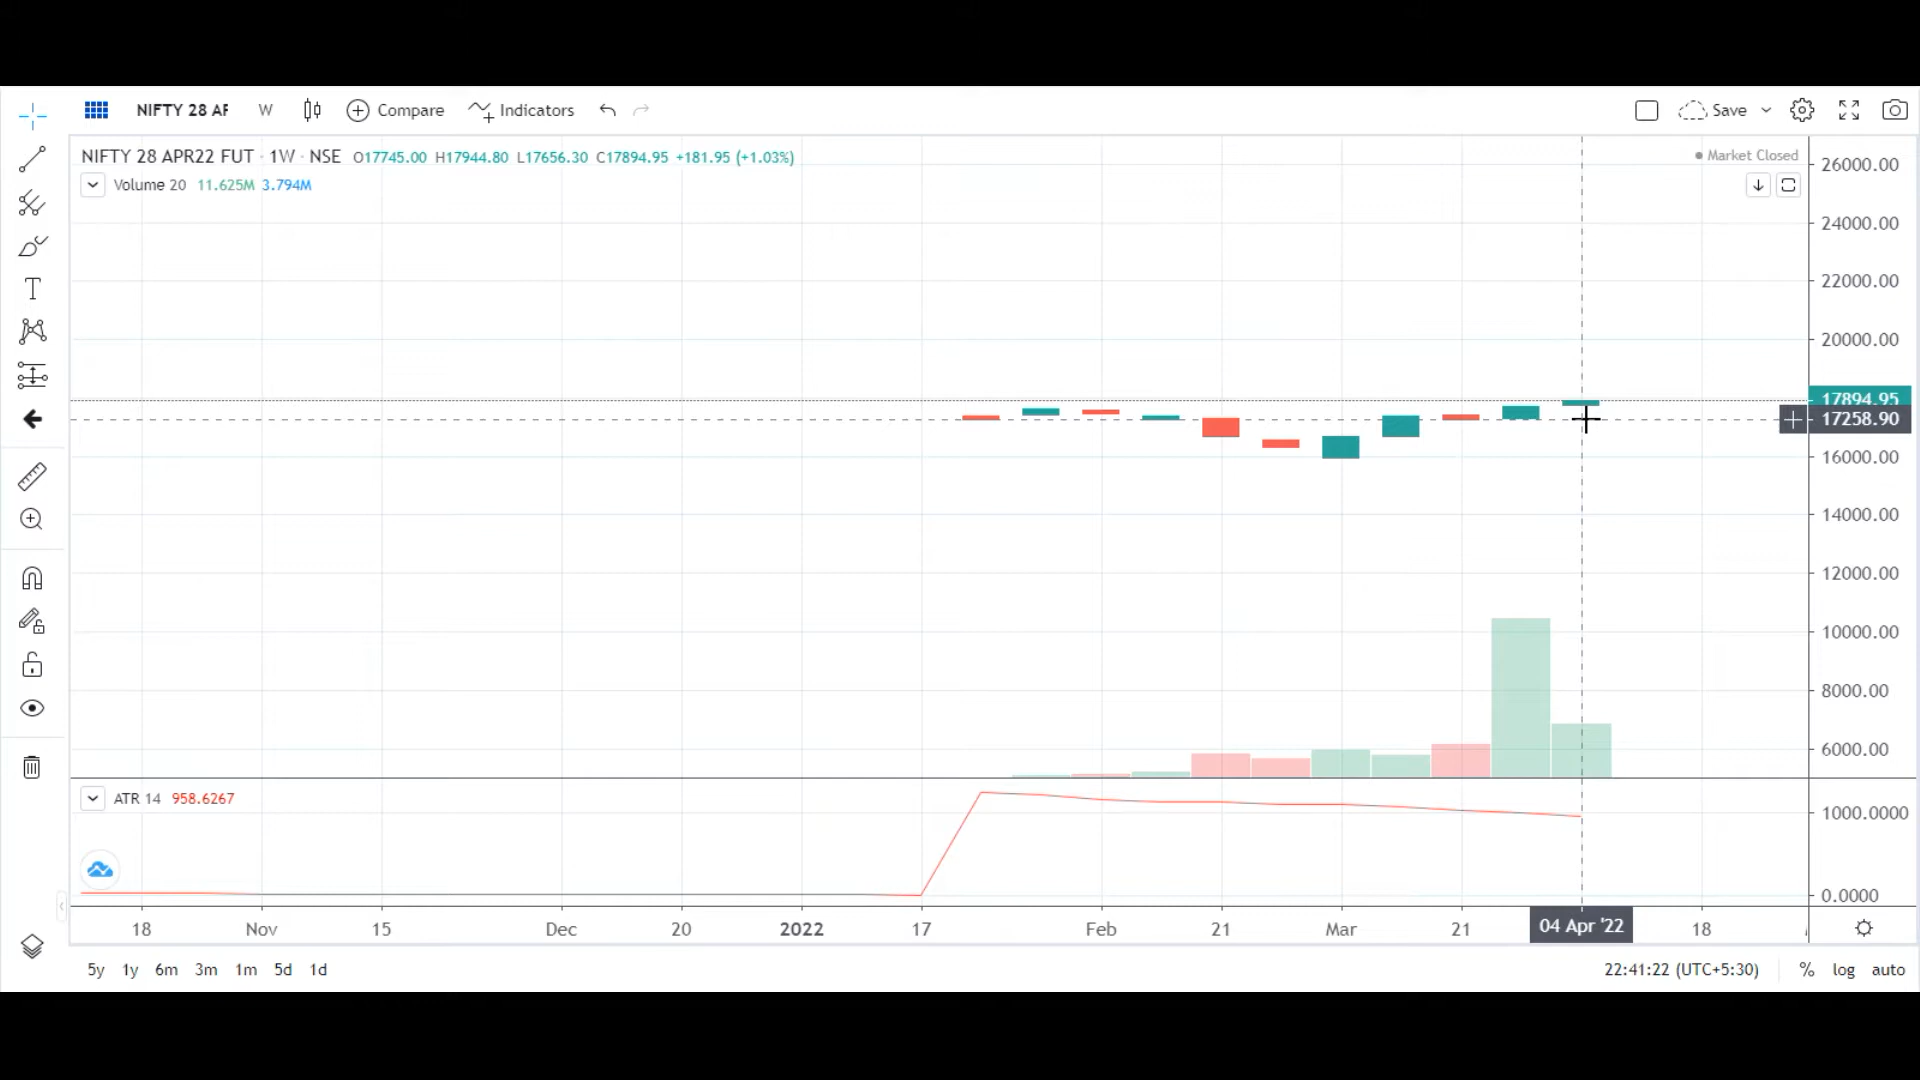 NIFTY 28 AF W Compare Indicators Save
NIFTY 28 APR22 FUT · 1W · NSE O17745.00 H17944.80 L17656.30 C17894.95 +181.95 (+1.03%)
Market Closed
Volume 20 11.625M 3.794M
26000.00
24000.00
22000.00
20000.00
17894.95
17258.90
16000.00
14000.00
12000.00
10000.00
8000.00
6000.00
ATR 14 958.6267
1000.0000
0.0000
18 Nov 15 Dec 20 2022 17 Feb 21 Mar 21 04 Apr '22 18
5y 1y 6m 3m 1m 5d 1d 22:41:22 (UTC+5:30) % log auto